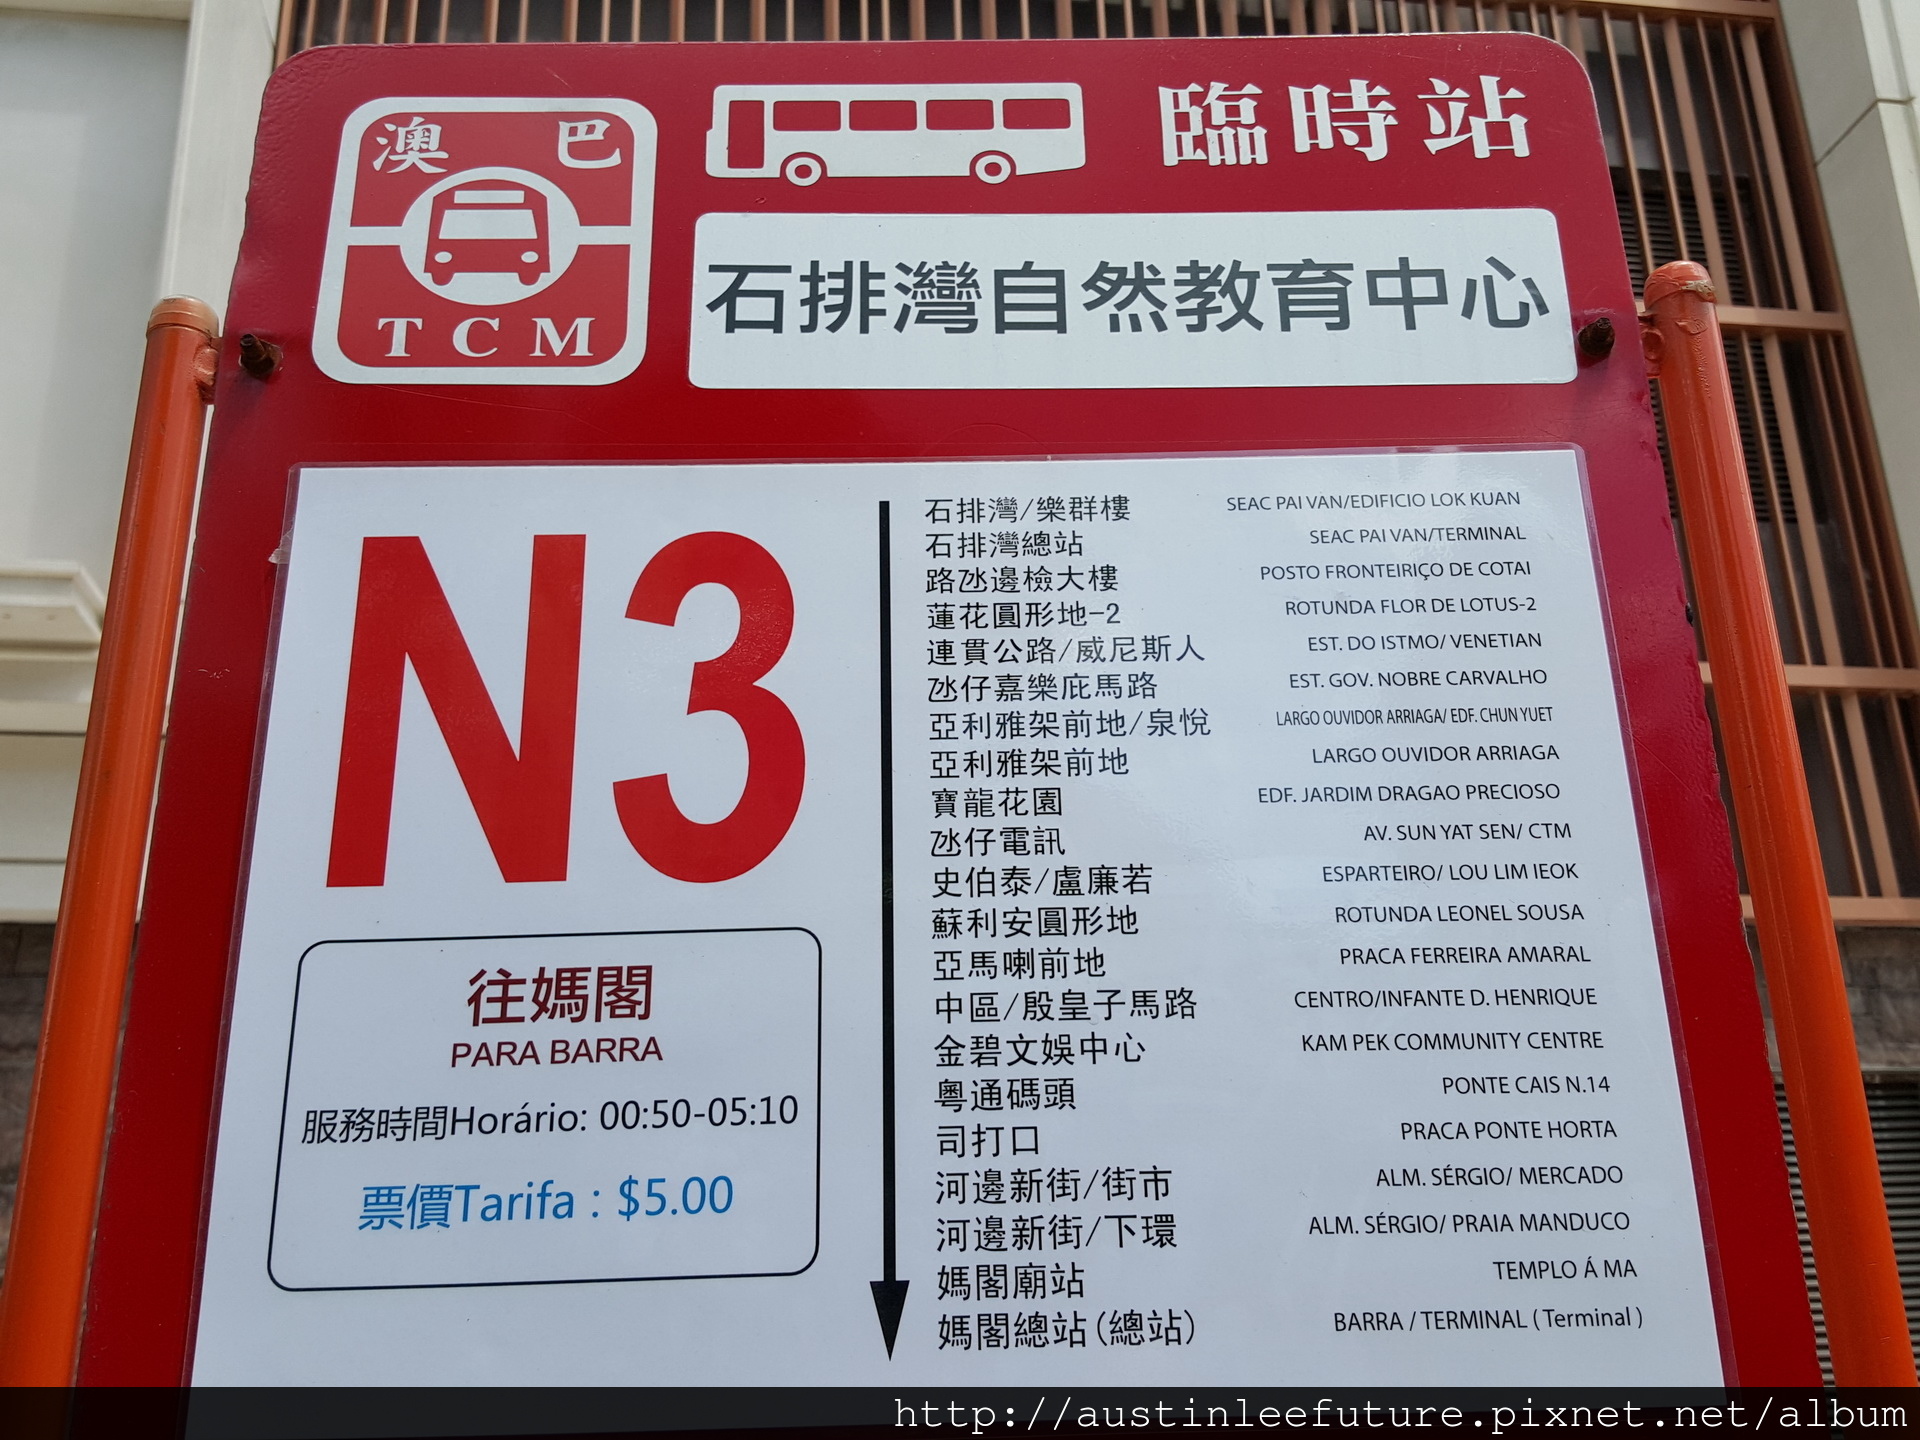 澳 巴
TCM
臨時站
石排灣自然教育中心
N3
往媽閣
PARA BARRA
服務時間Horário: 00:50-05:10
票價Tarifa : $5.00
石排灣/樂群樓 SEAC PAI VAN/EDIFICIO LOK KUAN
石排灣總站 SEAC PAI VAN/TERMINAL
路氹邊檢大樓 POSTO FRONTEIRIÇO DE COTAI
蓮花圓形地-2 ROTUNDA FLOR DE LOTUS-2
連貫公路/威尼斯人 EST. DO ISTMO/ VENETIAN
氹仔嘉樂庇馬路 EST. GOV. NOBRE CARVALHO
亞利雅架前地/泉悅 LARGO OUVIDOR ARRIAGA/ EDF. CHUN YUET
亞利雅架前地 LARGO OUVIDOR ARRIAGA
寶龍花園 EDF. JARDIM DRAGAO PRECIOSO
氹仔電訊 AV. SUN YAT SEN/ CTM
史伯泰/盧廉若 ESPARTEIRO/ LOU LIM IEOK
蘇利安圓形地 ROTUNDA LEONEL SOUSA
亞馬喇前地 PRACA FERREIRA AMARAL
中區/殷皇子馬路 CENTRO/INFANTE D. HENRIQUE
金碧文娛中心 KAM PEK COMMUNITY CENTRE
粵通碼頭 PONTE CAIS N.14
司打口 PRACA PONTE HORTA
河邊新街/街市 ALM. SÉRGIO/ MERCADO
河邊新街/下環 ALM. SÉRGIO/ PRAIA MANDUCO
媽閣廟站 TEMPLO Á MA
媽閣總站(總站) BARRA / TERMINAL ( Terminal )
http://austinleefuture.pixnet.net/album